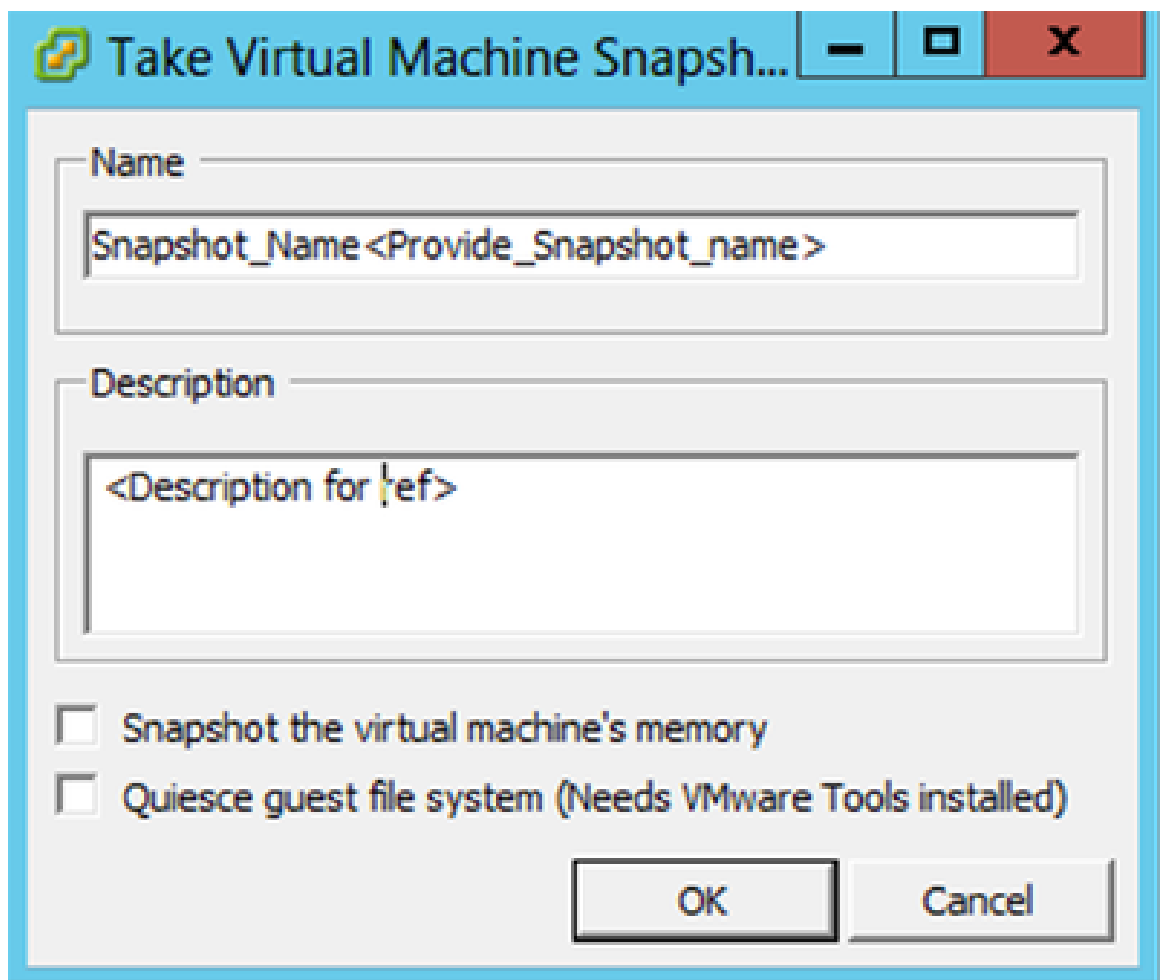 Take Virtual Machine Snapsh...
Name
Snapshot_Name<Provide_Snapshot_name>
Description
<Description for ref>
Snapshot the virtual machine's memory
Quiesce guest file system (Needs VMware Tools installed)
OK
Cancel